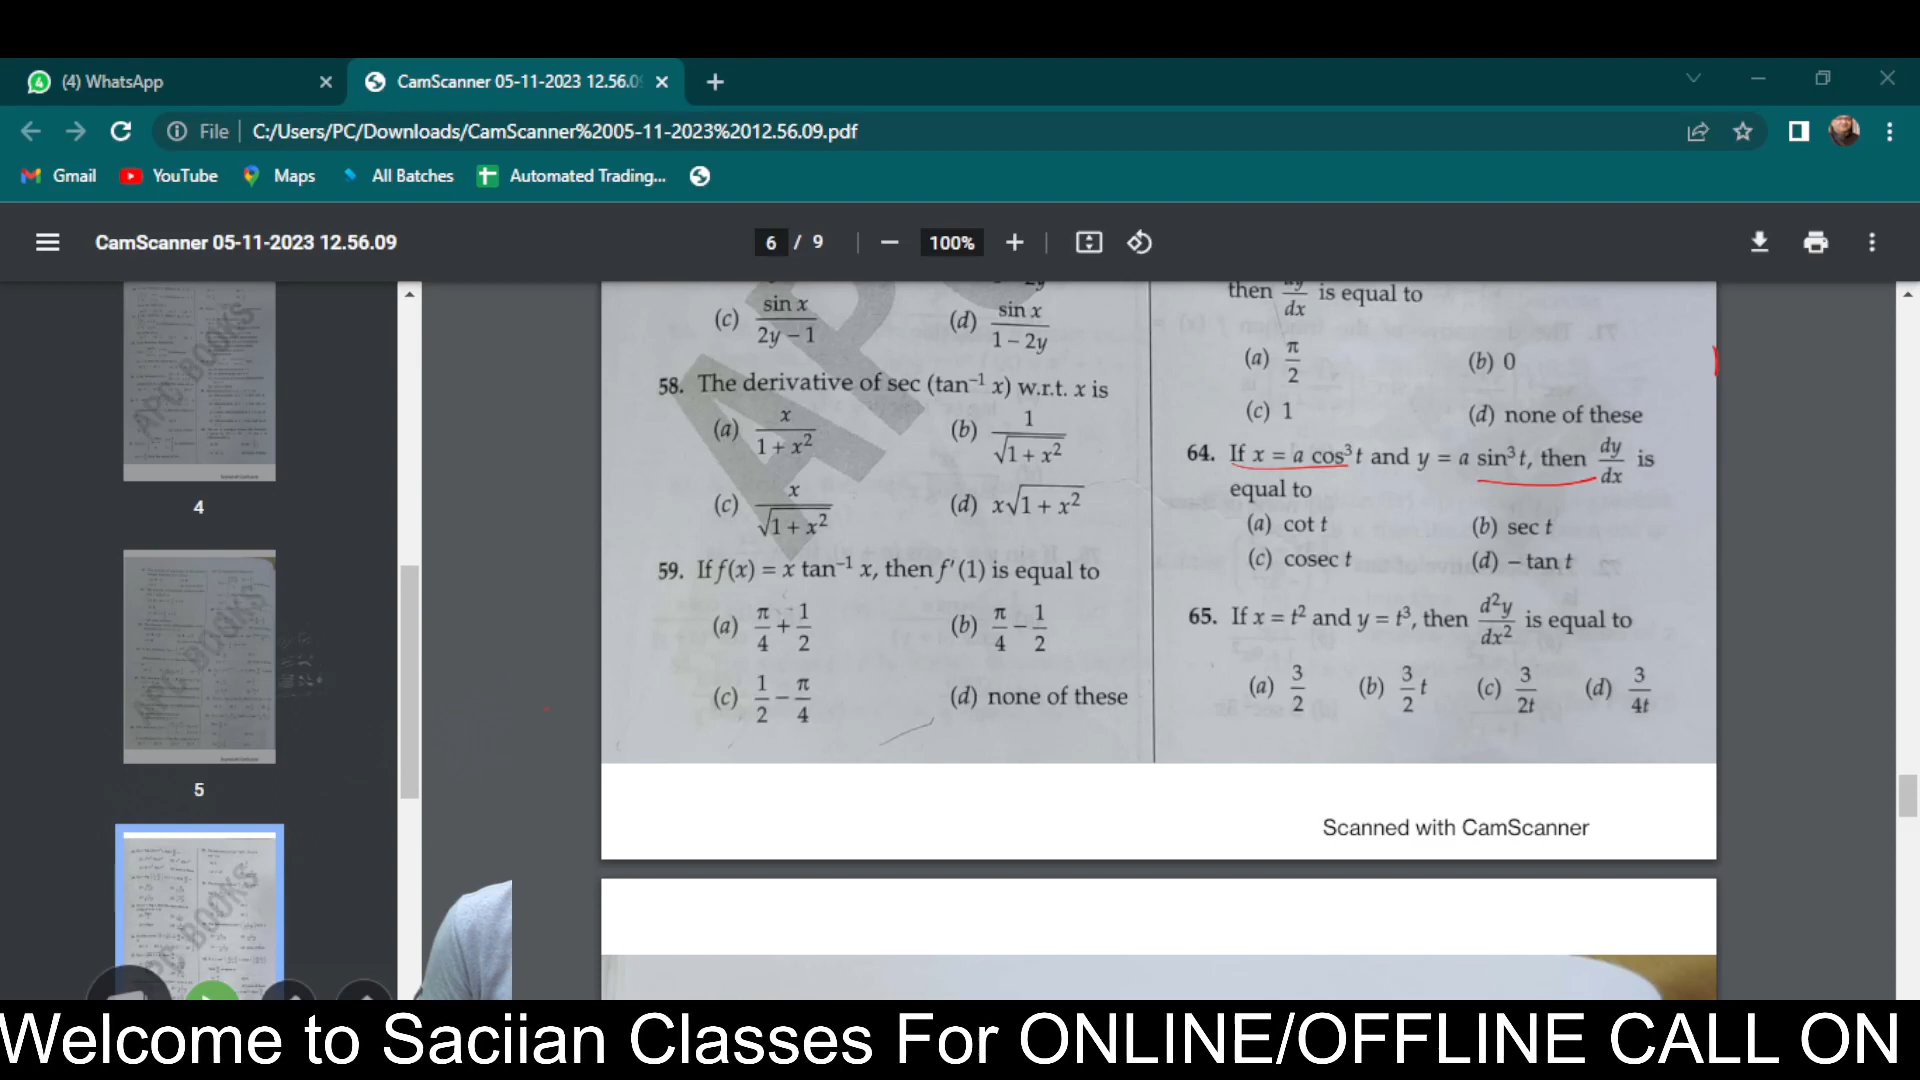 (4) WhatsApp
CamScanner 05-11-2023 12.56.0
File
C:/Users/PC/Downloads/CamScanner%2005-11-2023%2012.56.09.pdf
Gmail
YouTube
Maps
All Batches
Automated Trading...
CamScanner 05-11-2023 12.56.09
6 / 9
100%
4
5
APC BOOKS
(c) sin x / 2y – 1 (d) sin x / 1 – 2y
58. The derivative of sec (tan⁻¹ x) w.r.t. x is
(a) x / 1 + x² (b) 1 / √1 + x²
(c) x / √1 + x² (d) x√1 + x²
59. If f(x) = x tan⁻¹ x, then f'(1) is equal to
(a) π/4 + 1/2 (b) π/4 – 1/2
(c) 1/2 – π/4 (d) none of these
then dy/dx is equal to
(a) π/2 (b) 0
(c) 1 (d) none of these
64. If x = a cos³ t and y = a sin³ t, then dy/dx is
equal to
(a) cot t (b) sec t
(c) cosec t (d) – tan t
65. If x = t² and y = t³, then d²y/dx² is equal to
(a) 3/2 (b) 3/2 t (c) 3/2t (d) 3/4t
Scanned with CamScanner
Welcome to Saciian Classes For ONLINE/OFFLINE CALL ON